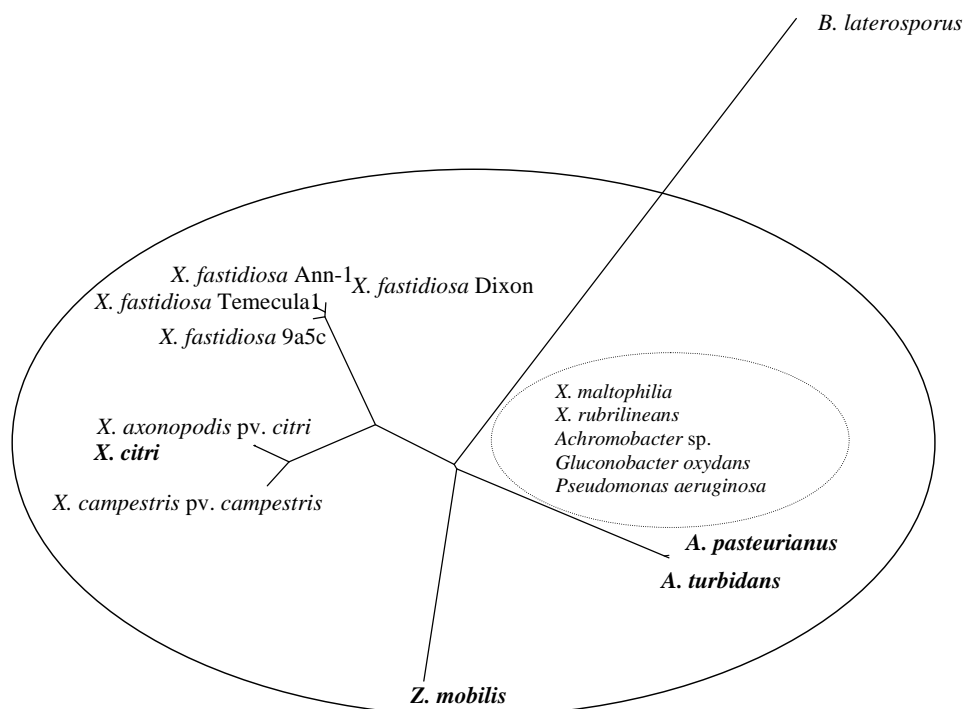 B. laterosporus
X. fastidiosa Ann-1
X. fastidiosa Dixon
X. fastidiosa Temecula1
X. fastidiosa 9a5c
X. axonopodis pv. citri
X. citri
X. campestris pv. campestris
X. maltophilia
X. rubrilineans
Achromobacter sp.
Gluconobacter oxydans
Pseudomonas aeruginosa
A. pasteurianus
A. turbidans
Z. mobilis